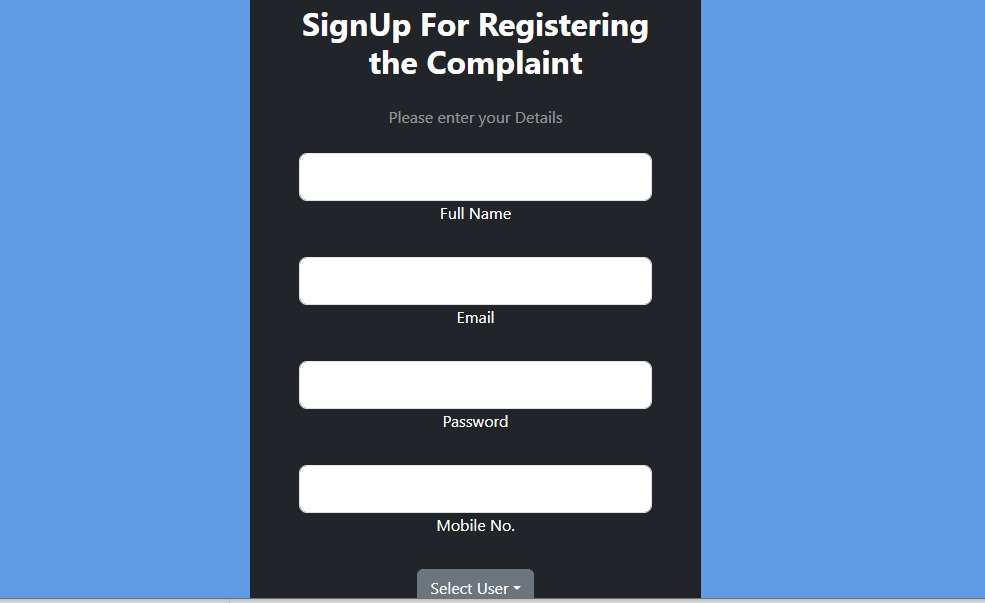 SignUp For Registering
the Complaint
Please enter your Details
Full Name
Email
Password
Mobile No.
Select User